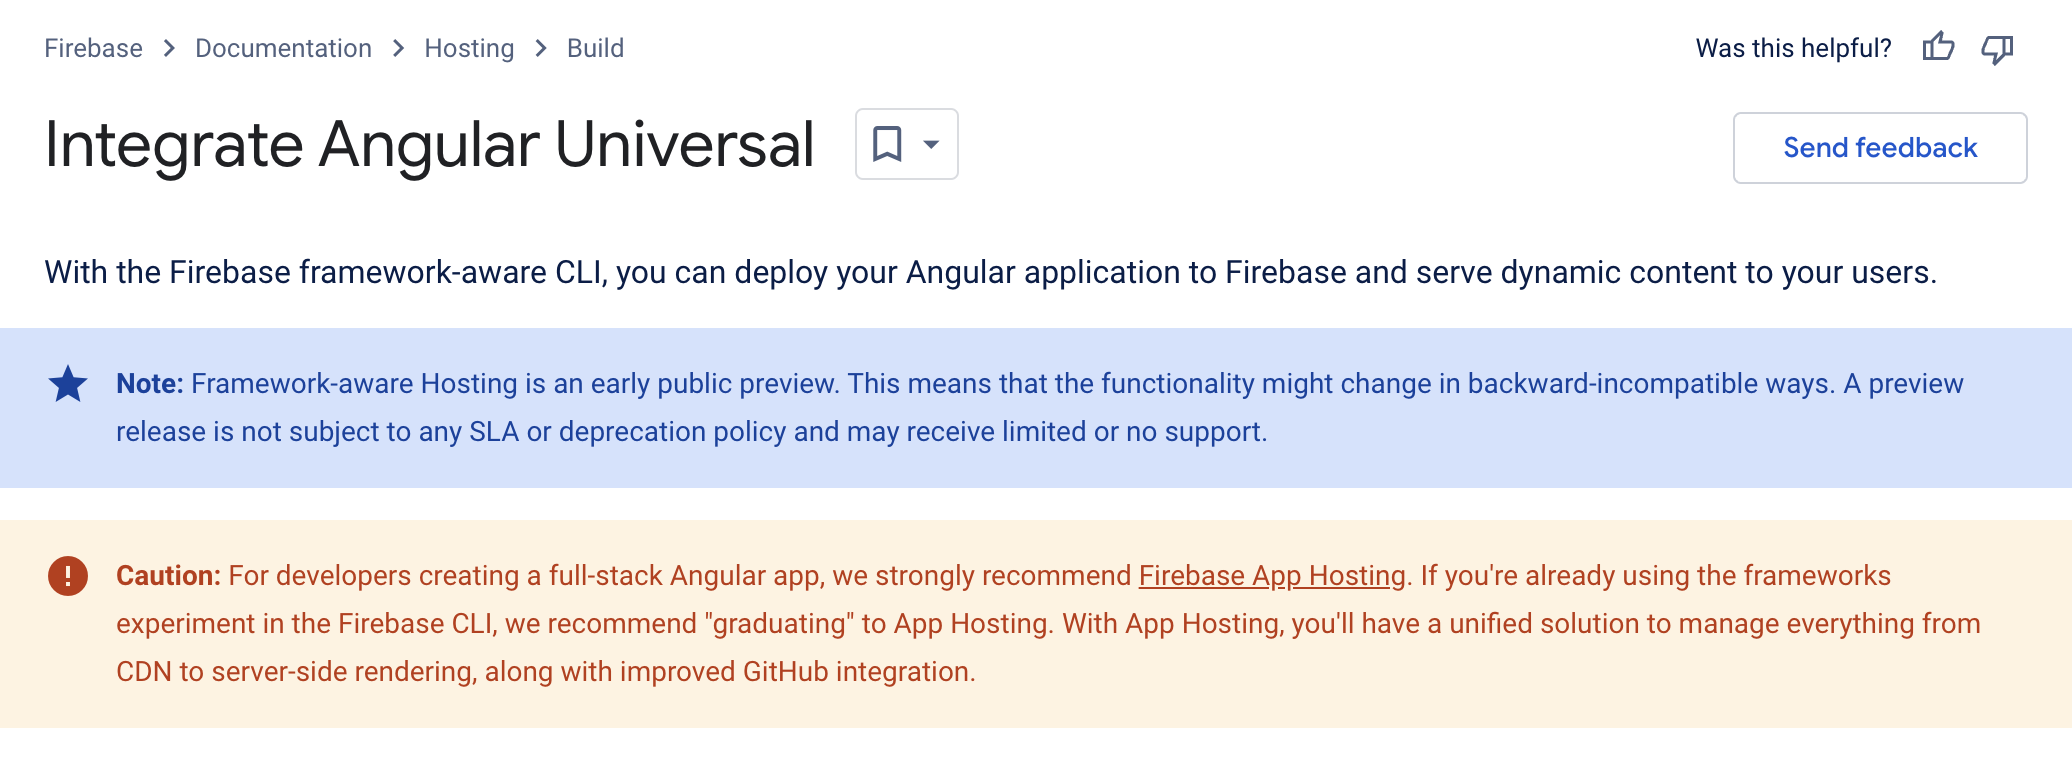 Firebase > Documentation > Hosting > Build
Was this helpful?
Integrate Angular Universal
Send feedback
With the Firebase framework-aware CLI, you can deploy your Angular application to Firebase and serve dynamic content to your users.
Note: Framework-aware Hosting is an early public preview. This means that the functionality might change in backward-incompatible ways. A preview
release is not subject to any SLA or deprecation policy and may receive limited or no support.
Caution: For developers creating a full-stack Angular app, we strongly recommend Firebase App Hosting. If you're already using the frameworks
experiment in the Firebase CLI, we recommend "graduating" to App Hosting. With App Hosting, you'll have a unified solution to manage everything from
CDN to server-side rendering, along with improved GitHub integration.